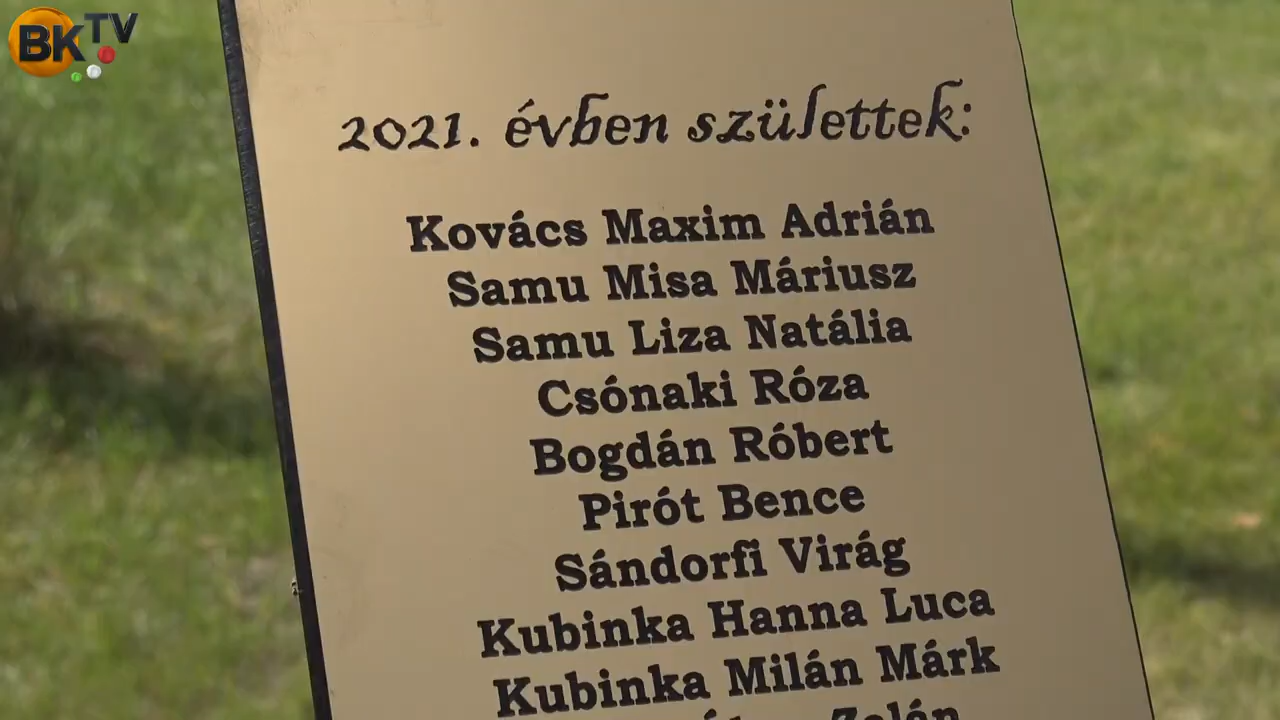 BKTV
2021. évben születtek:
Kovács Maxim Adrián
Samu Misa Máriusz
Samu Liza Natália
Csónaki Róza
Bogdán Róbert
Pirót Bence
Sándorfi Virág
Kubinka Hanna Luca
Kubinka Milán Márk